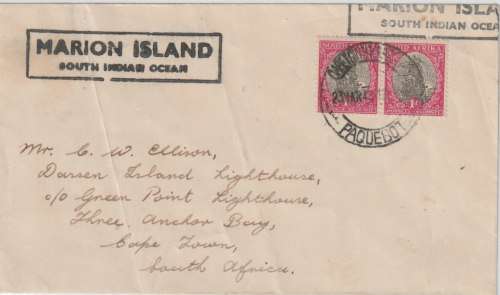 MARION ISLAND
SOUTH INDIAN OCEAN
MARION ISLA
SOUTH INDIAN OCEA
AFRIKA
PAQUEBOT
Mr. C. W. Ellison,
Dassen Island Lighthouse,
c/o Green Point Lighthouse,
Three Anchor Bay,
Cape Town,
South Africa.